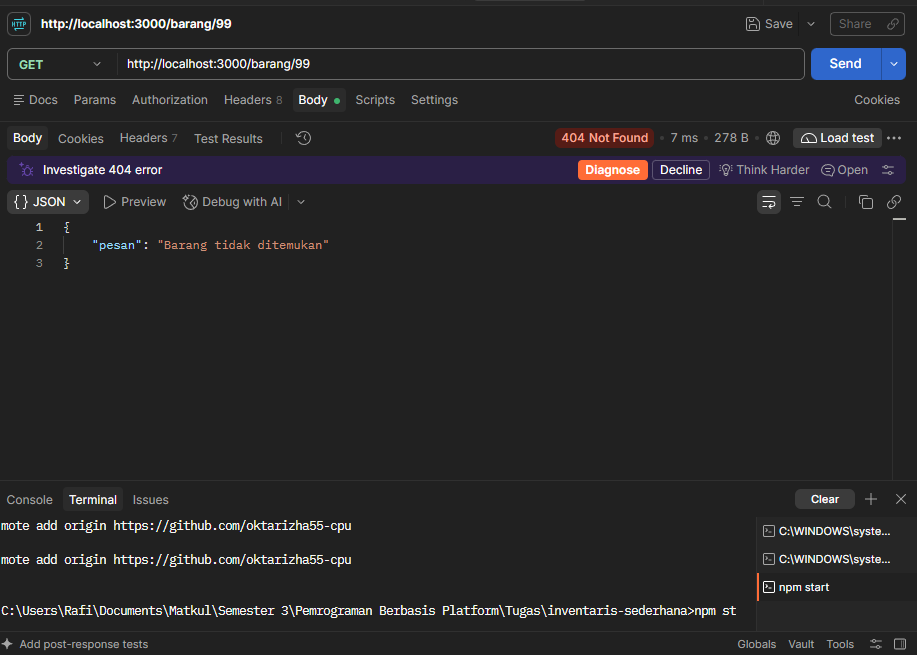 HTTP http://localhost:3000/barang/99 Save Share
GET http://localhost:3000/barang/99 Send
Docs Params Authorization Headers 8 Body Scripts Settings Cookies
Body Cookies Headers 7 Test Results 404 Not Found 7 ms 278 B Load test
Investigate 404 error Diagnose Decline Think Harder Open
{} JSON Preview Debug with AI
1 {
2 "pesan": "Barang tidak ditemukan"
3 }
Console Terminal Issues Clear
mote add origin https://github.com/oktarizha55-cpu
C:\WINDOWS\syste...
mote add origin https://github.com/oktarizha55-cpu
C:\WINDOWS\syste...
npm start
C:\Users\Rafi\Documents\Matkul\Semester 3\Pemrograman Berbasis Platform\Tugas\inventaris-sederhana>npm st
Add post-response tests Globals Vault Tools